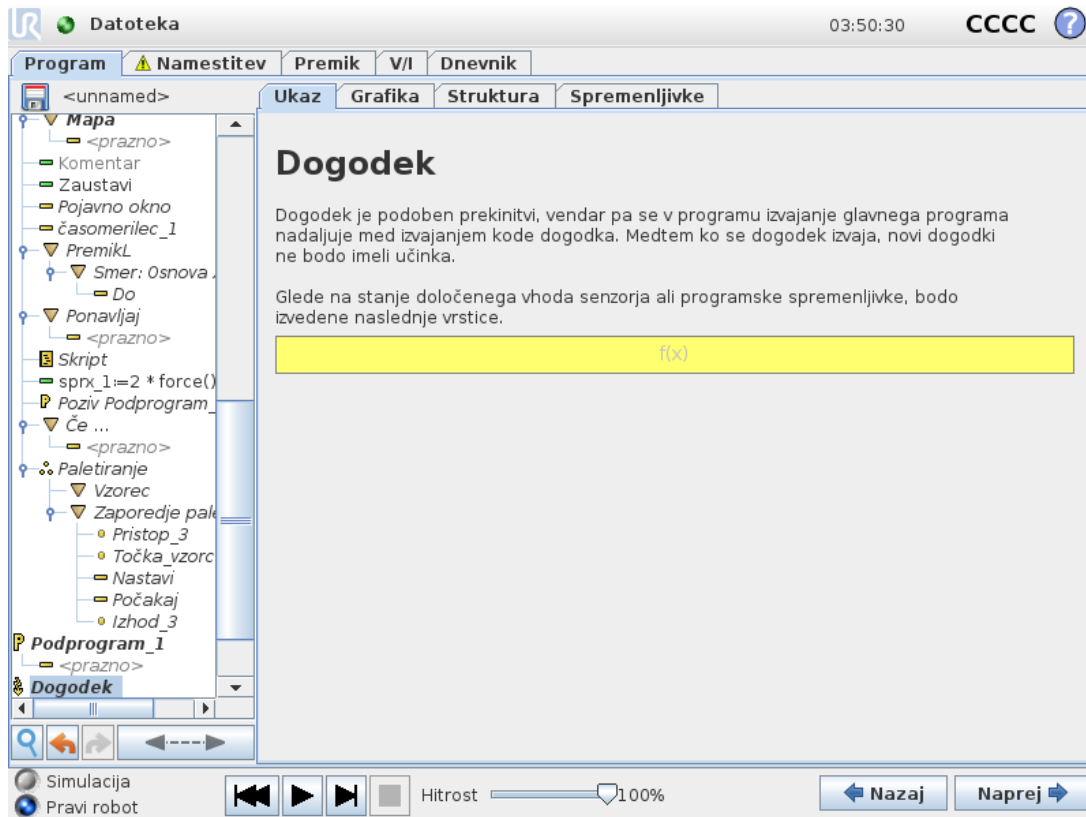 UR Datoteka 03:50:30 CCCC ?
Program Namestitev Premik V/I Dnevnik
<unnamed> Ukaz Grafika Struktura Spremenljivke
Mapa
<prazno>
Komentar
Zaustavi
Pojavno okno
časomerilec_1
PremikL
Smer: Osnova
Do
Ponavljaj
<prazno>
Skript
sprx_1:=2 * force()
Poziv Podprogram_
Če ...
<prazno>
Paletiranje
Vzorec
Zaporedje pale
Pristop_3
Točka_vzorc
Nastavi
Počakaj
Izhod_3
Podprogram_1
<prazno>
Dogodek
Dogodek
Dogodek je podoben prekinitvi, vendar pa se v programu izvajanje glavnega programa
nadaljuje med izvajanjem kode dogodka. Medtem ko se dogodek izvaja, novi dogodki
ne bodo imeli učinka.
Glede na stanje določenega vhoda senzorja ali programske spremenljivke, bodo
izvedene naslednje vrstice.
f(x)
Simulacija
Pravi robot
Hitrost 100%
Nazaj Naprej